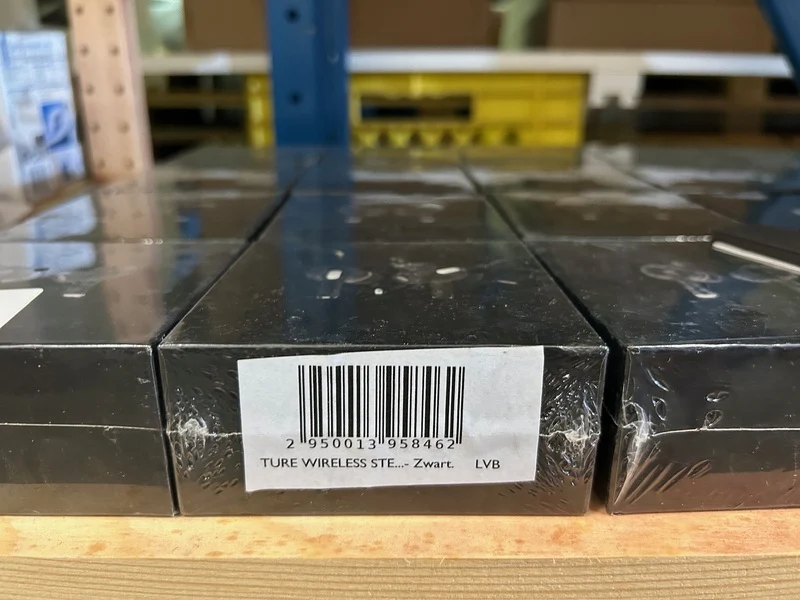 2 950013 958462
TURE WIRELESS STE...- Zwart. LVB